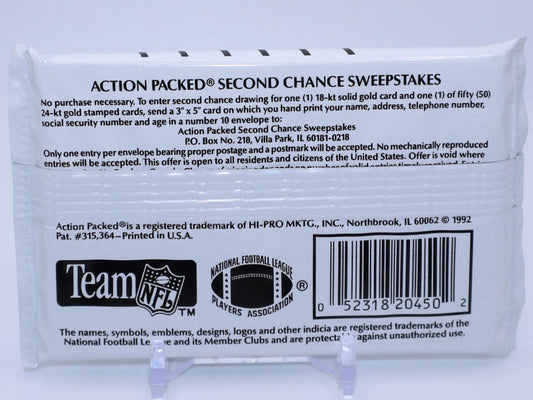 ACTION PACKED® SECOND CHANCE SWEEPSTAKES
No purchase necessary. To enter second chance drawing for one (1) 18-kt solid gold card and one (1) of fifty (50)
24-kt gold stamped cards, send a 3" x 5" card on which you hand print your name, address, telephone number,
social security number and age in a number 10 envelope to:
Action Packed Second Chance Sweepstakes
P.O. Box No. 218, Villa Park, IL 60181-0218
Only one entry per envelope bearing proper postage and a postmark will be accepted. No mechanically reproduced
entries will be accepted. This offer is open to all residents and citizens of the United States. Offer is void where
Action Packed® is a registered trademark of HI-PRO MKTG., INC., Northbrook, IL 60062 © 1992
Pat. #315,364—Printed in U.S.A.
Team NFL TM
NATIONAL FOOTBALL LEAGUE
PLAYERS ASSOCIATION ®
0 52318 20450 2
The names, symbols, emblems, designs, logos and other indicia are registered trademarks of the
National Football League and its Member Clubs and are protectable against unauthorized use.